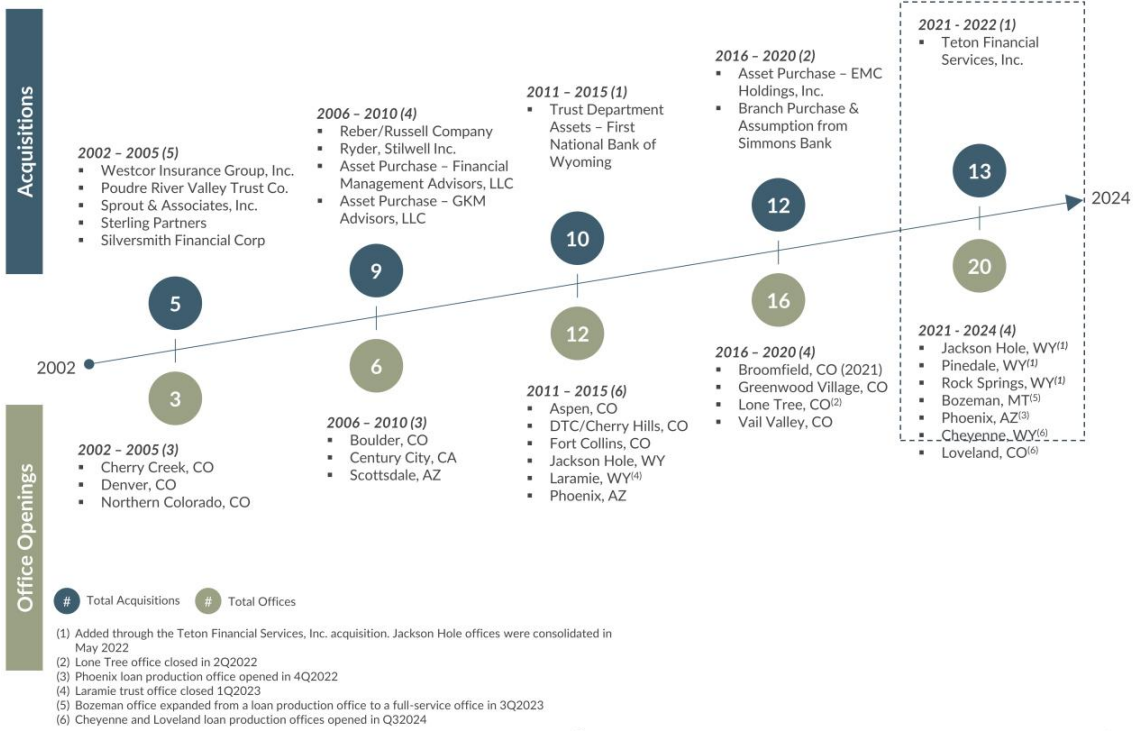 Acquisitions
2002 – 2005 (5)
▪ Westcor Insurance Group, Inc.
▪ Poudre River Valley Trust Co.
▪ Sprout & Associates, Inc.
▪ Sterling Partners
▪ Silversmith Financial Corp
2006 – 2010 (4)
▪ Reber/Russell Company
▪ Ryder, Stilwell Inc.
▪ Asset Purchase – Financial
Management Advisors, LLC
▪ Asset Purchase – GKM
Advisors, LLC
2011 – 2015 (1)
▪ Trust Department
Assets – First
National Bank of
Wyoming
2016 – 2020 (2)
▪ Asset Purchase – EMC
Holdings, Inc.
▪ Branch Purchase &
Assumption from
Simmons Bank
2021 - 2022 (1)
▪ Teton Financial
Services, Inc.
5
9
10
12
13
2002
2024
3
6
12
16
20
Office Openings
2002 – 2005 (3)
▪ Cherry Creek, CO
▪ Denver, CO
▪ Northern Colorado, CO
2006 – 2010 (3)
▪ Boulder, CO
▪ Century City, CA
▪ Scottsdale, AZ
2011 – 2015 (6)
▪ Aspen, CO
▪ DTC/Cherry Hills, CO
▪ Fort Collins, CO
▪ Jackson Hole, WY
▪ Laramie, WY(4)
▪ Phoenix, AZ
2016 – 2020 (4)
▪ Broomfield, CO (2021)
▪ Greenwood Village, CO
▪ Lone Tree, CO(2)
▪ Vail Valley, CO
2021 - 2024 (4)
▪ Jackson Hole, WY(1)
▪ Pinedale, WY(1)
▪ Rock Springs, WY(1)
▪ Bozeman, MT(5)
▪ Phoenix, AZ(3)
▪ Cheyenne, WY(6)
▪ Loveland, CO(6)
# Total Acquisitions # Total Offices
(1) Added through the Teton Financial Services, Inc. acquisition. Jackson Hole offices were consolidated in
May 2022
(2) Lone Tree office closed in 2Q2022
(3) Phoenix loan production office opened in 4Q2022
(4) Laramie trust office closed 1Q2023
(5) Bozeman office expanded from a loan production office to a full-service office in 3Q2023
(6) Cheyenne and Loveland loan production offices opened in Q32024